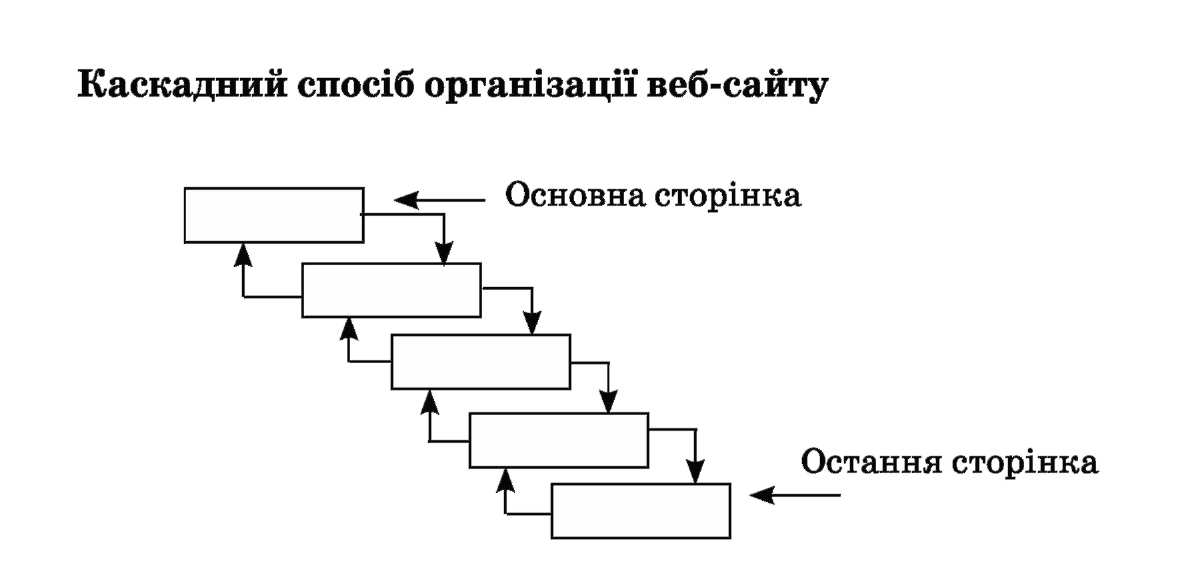 Каскадний спосіб організації веб-сайту
Основна сторінка
Остання сторінка